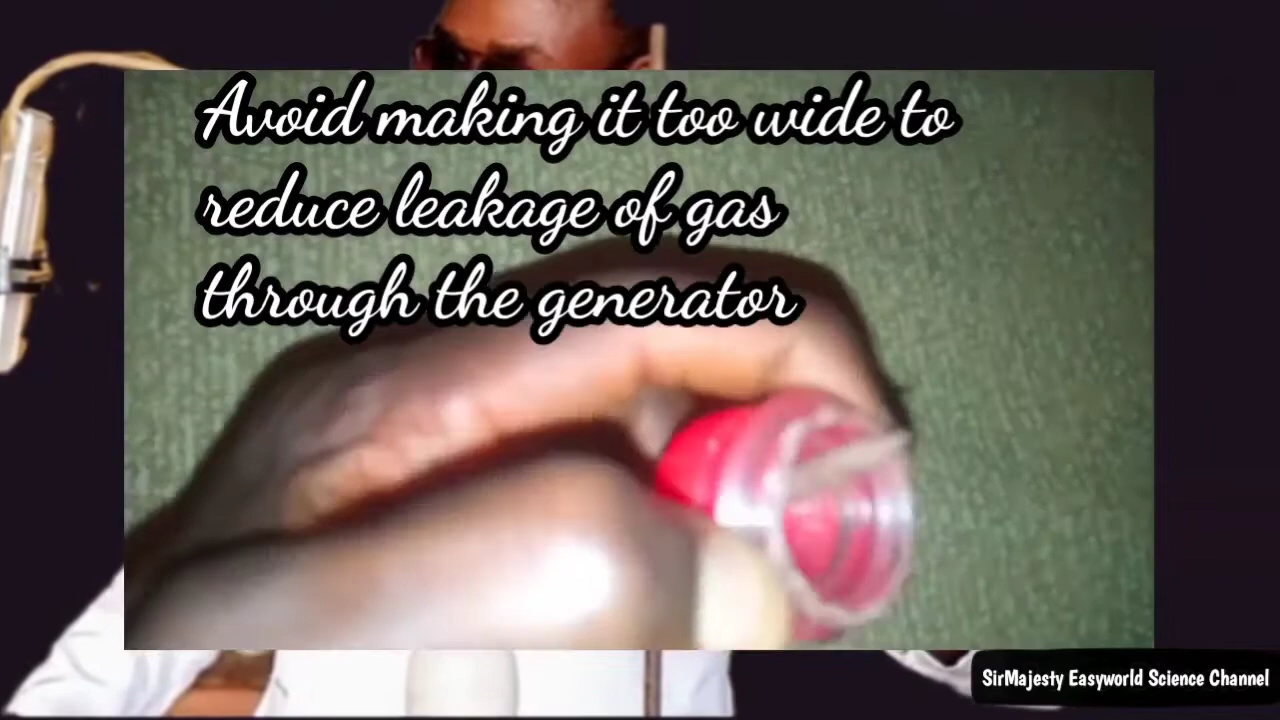 Avoid making it too wide to
reduce leakage of gas
through the generator
SirMajesty Easyworld Science Channel